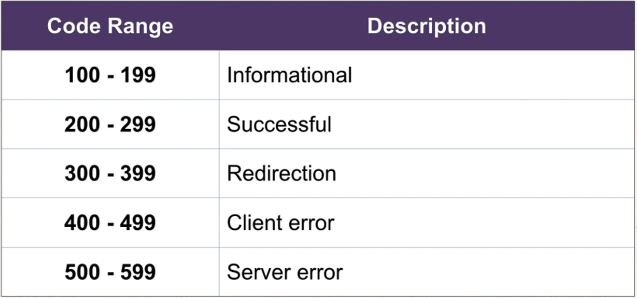 Code Range Description
100 - 199 Informational
200 - 299 Successful
300 - 399 Redirection
400 - 499 Client error
500 - 599 Server error